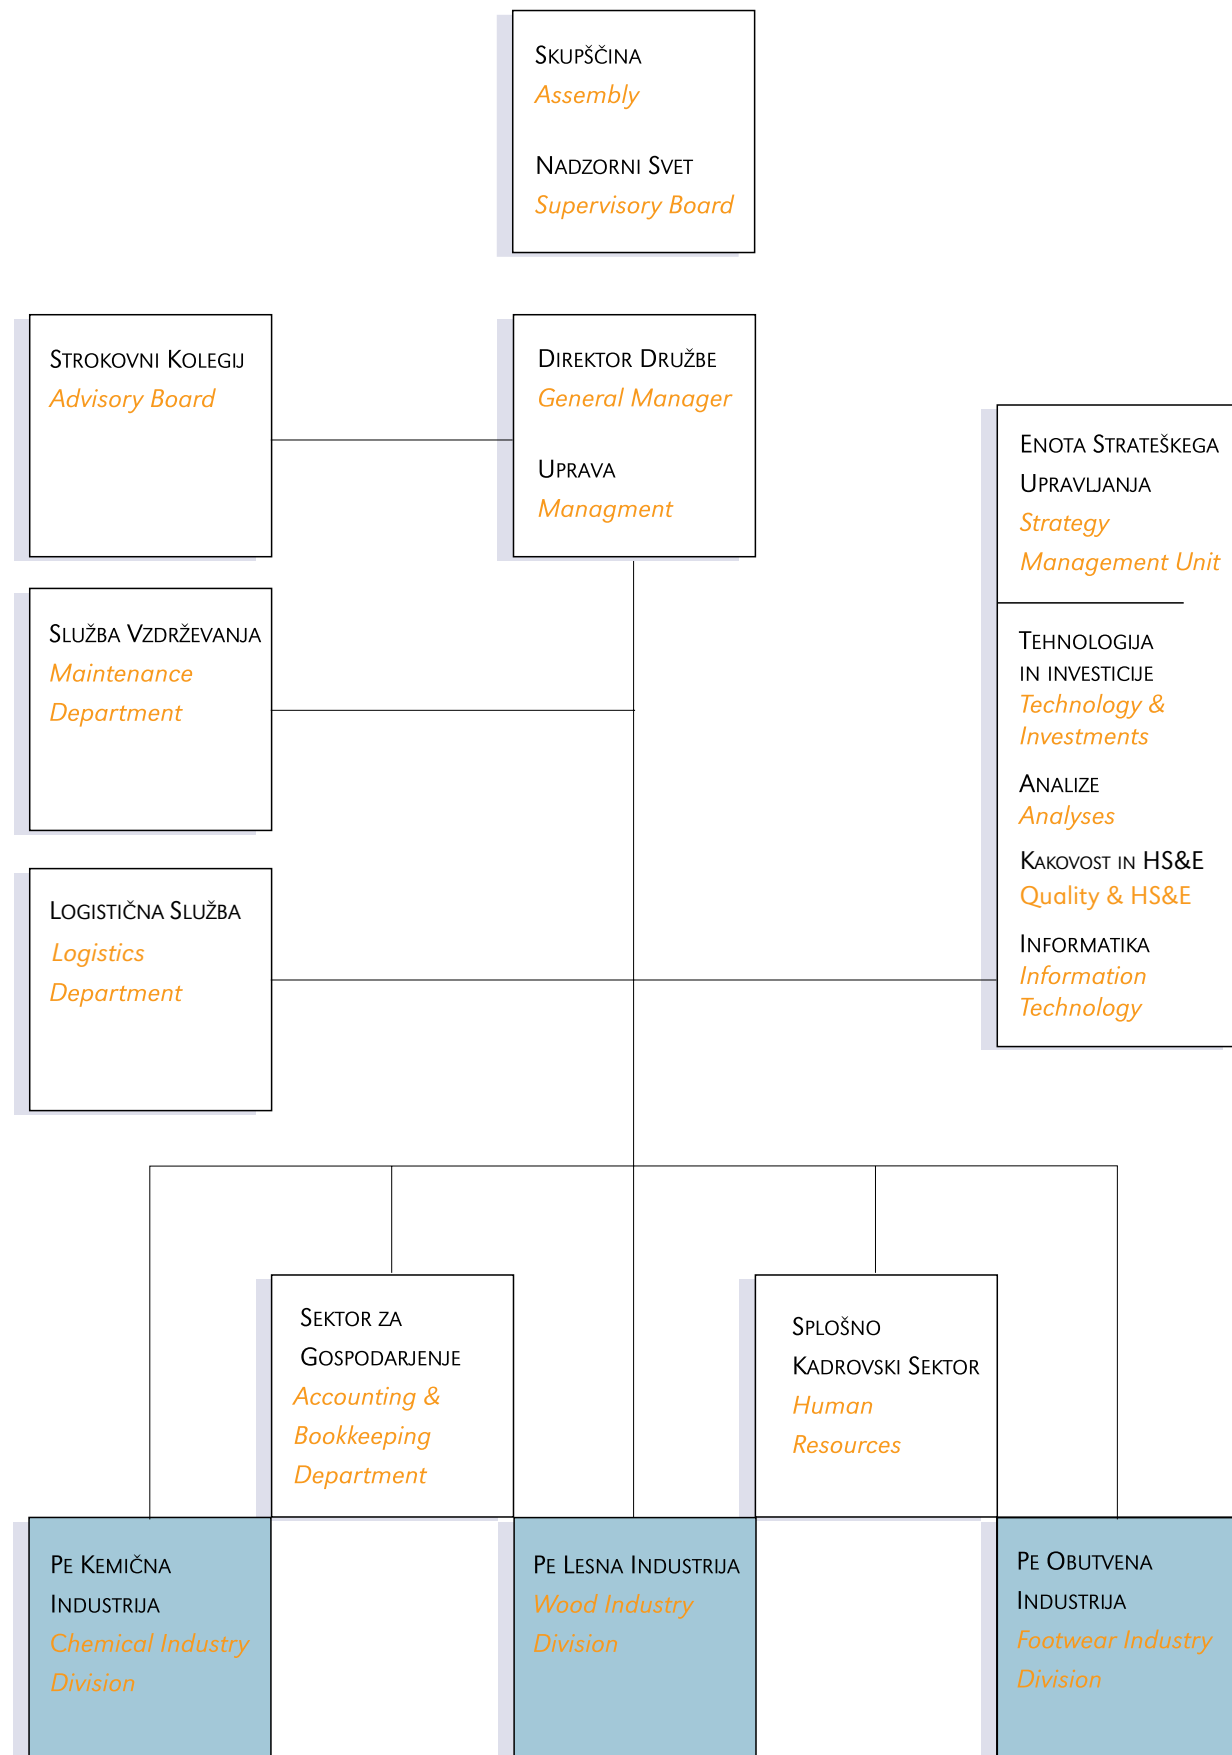 Skupščina
Assembly
Nadzorni Svet
Supervisory Board
Strokovni Kolegij
Advisory Board
Direktor Družbe
General Manager
Uprava
Managment
Enota Strateškega
Upravljanja
Strategy
Management Unit
Tehnologija
in investicije
Technology &
Investments
Analize
Analyses
Kakovost in HS&E
Quality & HS&E
Informatika
Information
Technology
Služba Vzdrževanja
Maintenance
Department
Logistična Služba
Logistics
Department
Sektor za
Gospodarjenje
Accounting &
Bookkeeping
Department
Splošno
Kadrovski Sektor
Human
Resources
Pe Kemična
Industrija
Chemical Industry
Division
Pe Lesna Industrija
Wood Industry
Division
Pe Obutvena
Industrija
Footwear Industry
Division